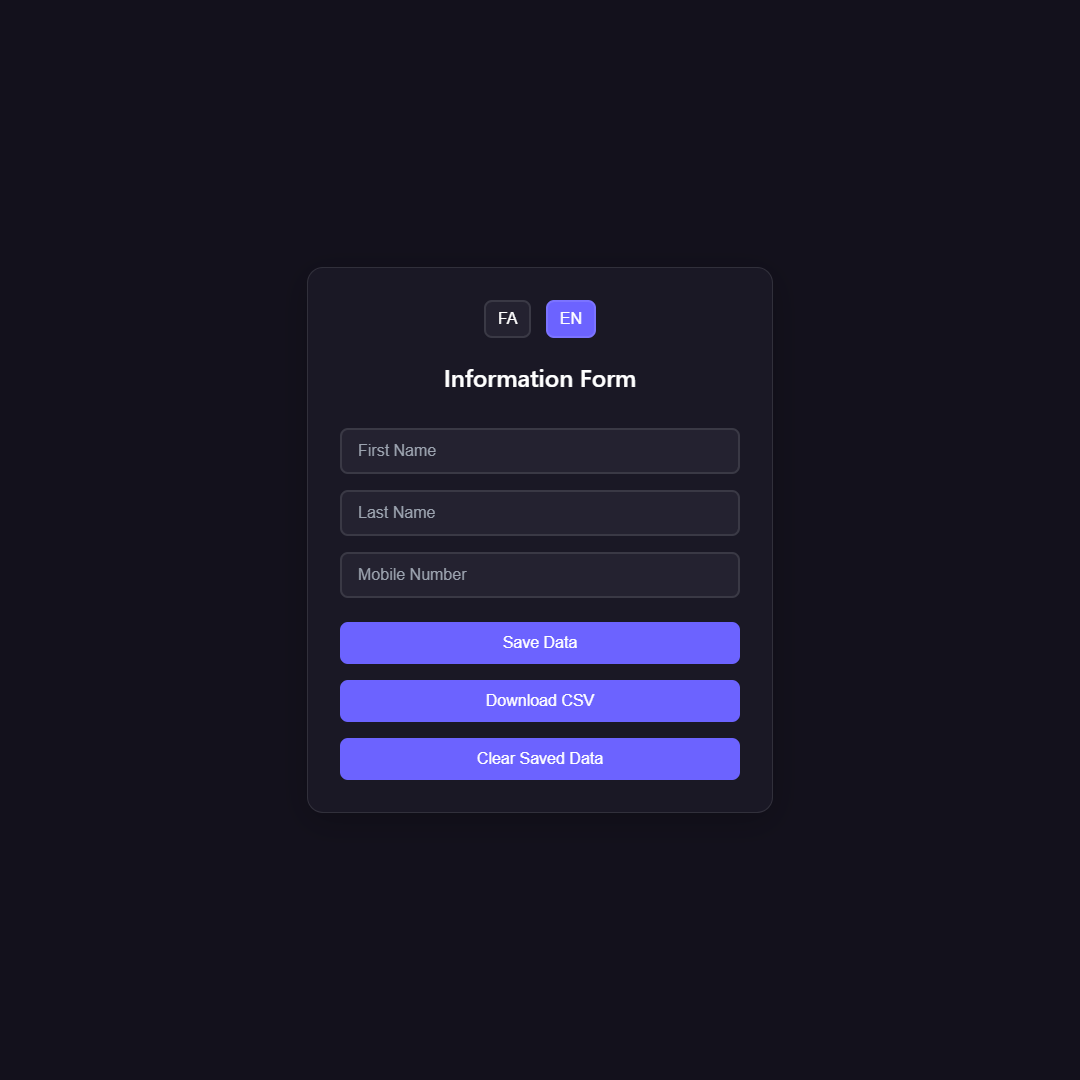 FA EN
Information Form
First Name
Last Name
Mobile Number
Save Data
Download CSV
Clear Saved Data